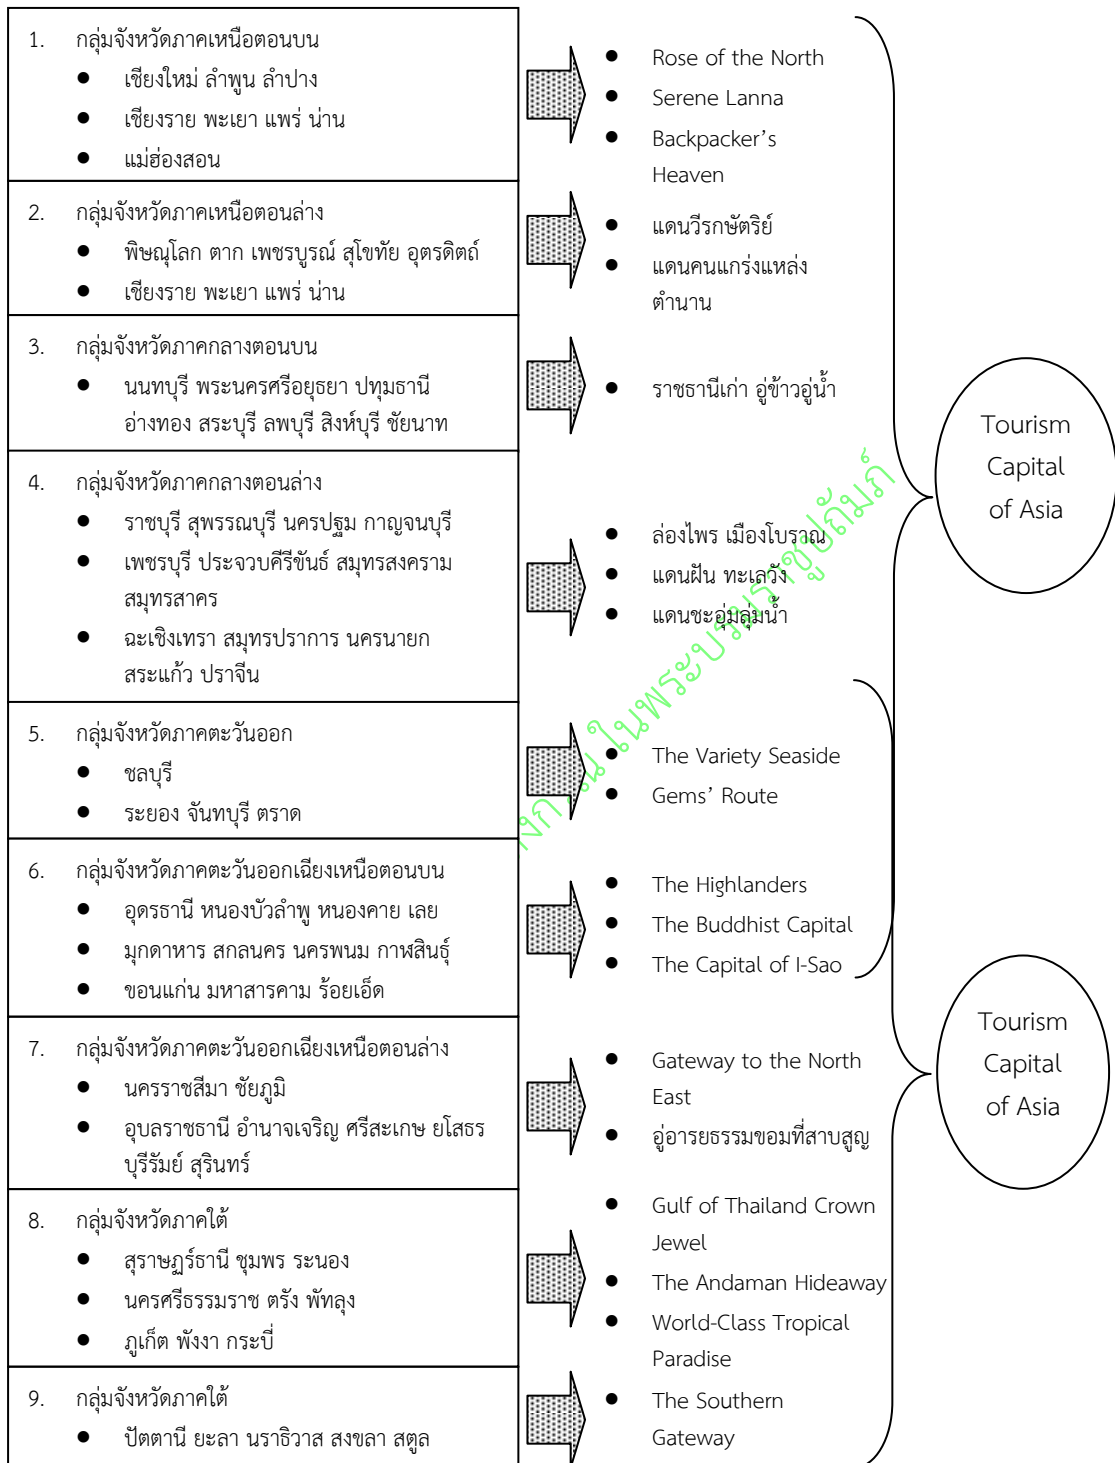 1. กลุ่มจังหวัดภาคเหนือตอนบน
● เชียงใหม่ ลำพูน ลำปาง
● เชียงราย พะเยา แพร่ น่าน
● แม่ฮ่องสอน
● Rose of the North
● Serene Lanna
● Backpacker's
Heaven
2. กลุ่มจังหวัดภาคเหนือตอนล่าง
● พิษณุโลก ตาก เพชรบูรณ์ สุโขทัย อุตรดิตถ์
● เชียงราย พะเยา แพร่ น่าน
● แดนวีรกษัตริย์
● แดนคนแกร่งแหล่ง
ตำนาน
3. กลุ่มจังหวัดภาคกลางตอนบน
● นนทบุรี พระนครศรีอยุธยา ปทุมธานี
อ่างทอง สระบุรี ลพบุรี สิงห์บุรี ชัยนาท
● ราชธานีเก่า อู่ข้าวอู่น้ำ
4. กลุ่มจังหวัดภาคกลางตอนล่าง
● ราชบุรี สุพรรณบุรี นครปฐม กาญจนบุรี
● เพชรบุรี ประจวบคีรีขันธ์ สมุทรสงคราม
สมุทรสาคร
● ฉะเชิงเทรา สมุทรปราการ นครนายก
สระแก้ว ปราจีน
● ล่องไพร เมืองโบราณ
● แดนฝัน ทะเลวัง
● แดนชะอุ่มลุ่มน้ำ
5. กลุ่มจังหวัดภาคตะวันออก
● ชลบุรี
● ระยอง จันทบุรี ตราด
● The Variety Seaside
● Gems' Route
6. กลุ่มจังหวัดภาคตะวันออกเฉียงเหนือตอนบน
● อุดรธานี หนองบัวลำพู หนองคาย เลย
● มุกดาหาร สกลนคร นครพนม กาฬสินธุ์
● ขอนแก่น มหาสารคาม ร้อยเอ็ด
● The Highlanders
● The Buddhist Capital
● The Capital of I-Sao
7. กลุ่มจังหวัดภาคตะวันออกเฉียงเหนือตอนล่าง
● นครราชสีมา ชัยภูมิ
● อุบลราชธานี อำนาจเจริญ ศรีสะเกษ ยโสธร
บุรีรัมย์ สุรินทร์
● Gateway to the North
East
● อู่อารยธรรมขอมที่สาบสูญ
8. กลุ่มจังหวัดภาคใต้
● สุราษฎร์ธานี ชุมพร ระนอง
● นครศรีธรรมราช ตรัง พัทลุง
● ภูเก็ต พังงา กระบี่
● Gulf of Thailand Crown
Jewel
● The Andaman Hideaway
● World-Class Tropical
Paradise
9. กลุ่มจังหวัดภาคใต้
● ปัตตานี ยะลา นราธิวาส สงขลา สตูล
● The Southern
Gateway
Tourism
Capital
of Asia
Tourism
Capital
of Asia
ในพระบรมราชูปถัมภ์